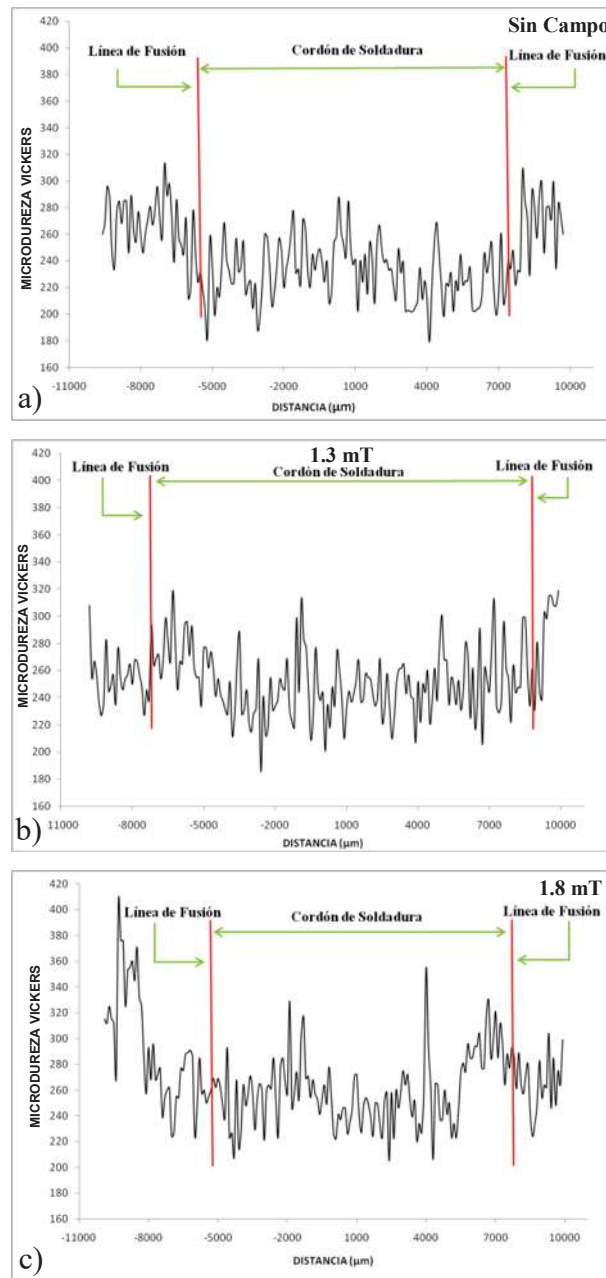 Sin Campo
Línea de Fusión
Cordón de Soldadura
Línea de Fusión
420
400
380
360
340
320
300
280
260
240
220
200
180
160
MICRODUREZA VICKERS
-11000 -8000 -5000 -2000 1000 4000 7000 10000
DISTANCIA (µm)
a)
1.3 mT
Línea de Fusión
Cordón de Soldadura
Línea de Fusión
420
400
380
360
340
320
300
280
260
240
220
200
180
160
MICRODUREZA VICKERS
11000 -8000 -5000 -2000 1000 4000 7000 10000
DISTANCIA (µm)
b)
1.8 mT
Línea de Fusión
Cordón de Soldadura
Línea de Fusión
420
400
380
360
340
320
300
280
260
240
220
200
180
160
MICRODUREZA VICKERS
-11000 -8000 -5000 -2000 1000 4000 7000 10000
DISTANCIA (µm)
c)